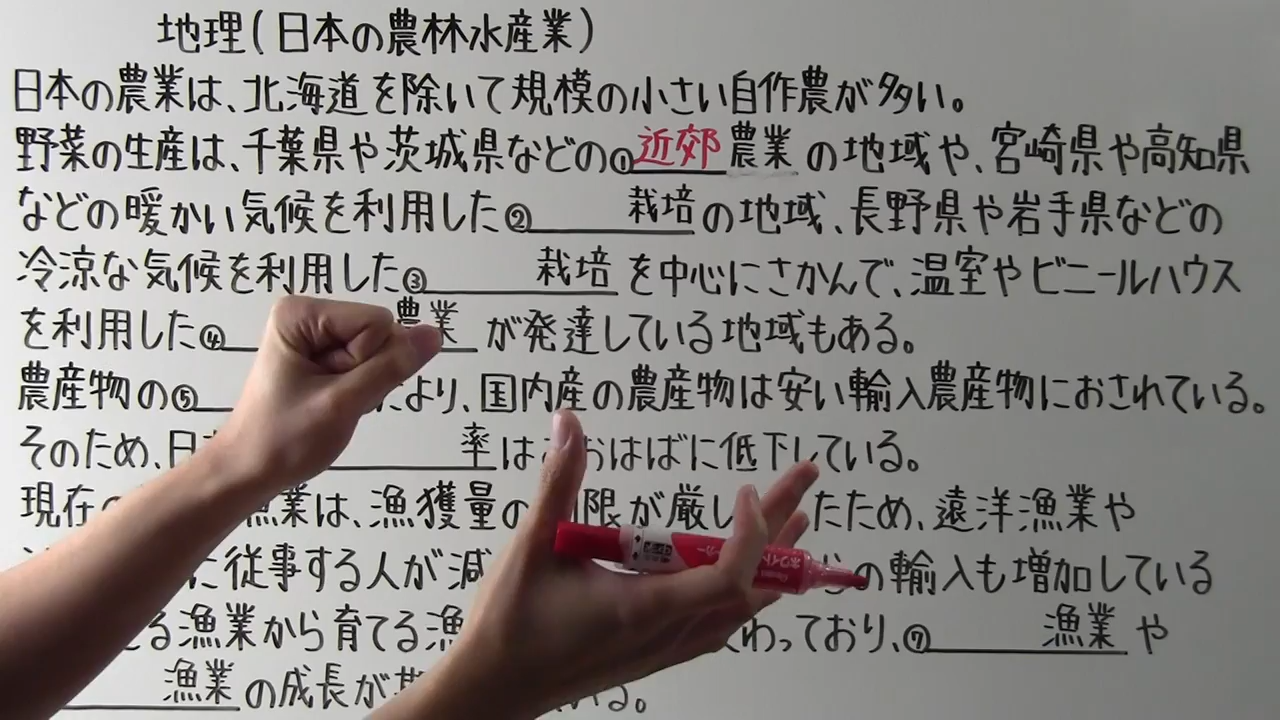 地理(日本の農林水産業)
日本の農業は、北海道を除いて規模の小さい自作農が多い。
野菜の生産は、千葉県や茨城県などの①近郊農業の地域や、宮崎県や高知県
などの暖かい気候を利用した② 栽培の地域、長野県や岩手県などの
冷涼な気候を利用した③ 栽培を中心にさかんで、温室やビニールハウス
を利用した④ 農業が発達している地域もある。
農産物の⑤ より、国内産の農産物は安い輸入農産物におされている。
そのため、日 率は おはばに低下している。
現在 漁業は、漁獲量の 限が厳し たため、遠洋漁業や
に従事する人が減 の輸入も増加している
る漁業から育てる漁 わっており、⑦ 漁業や
漁業の成長が いる。